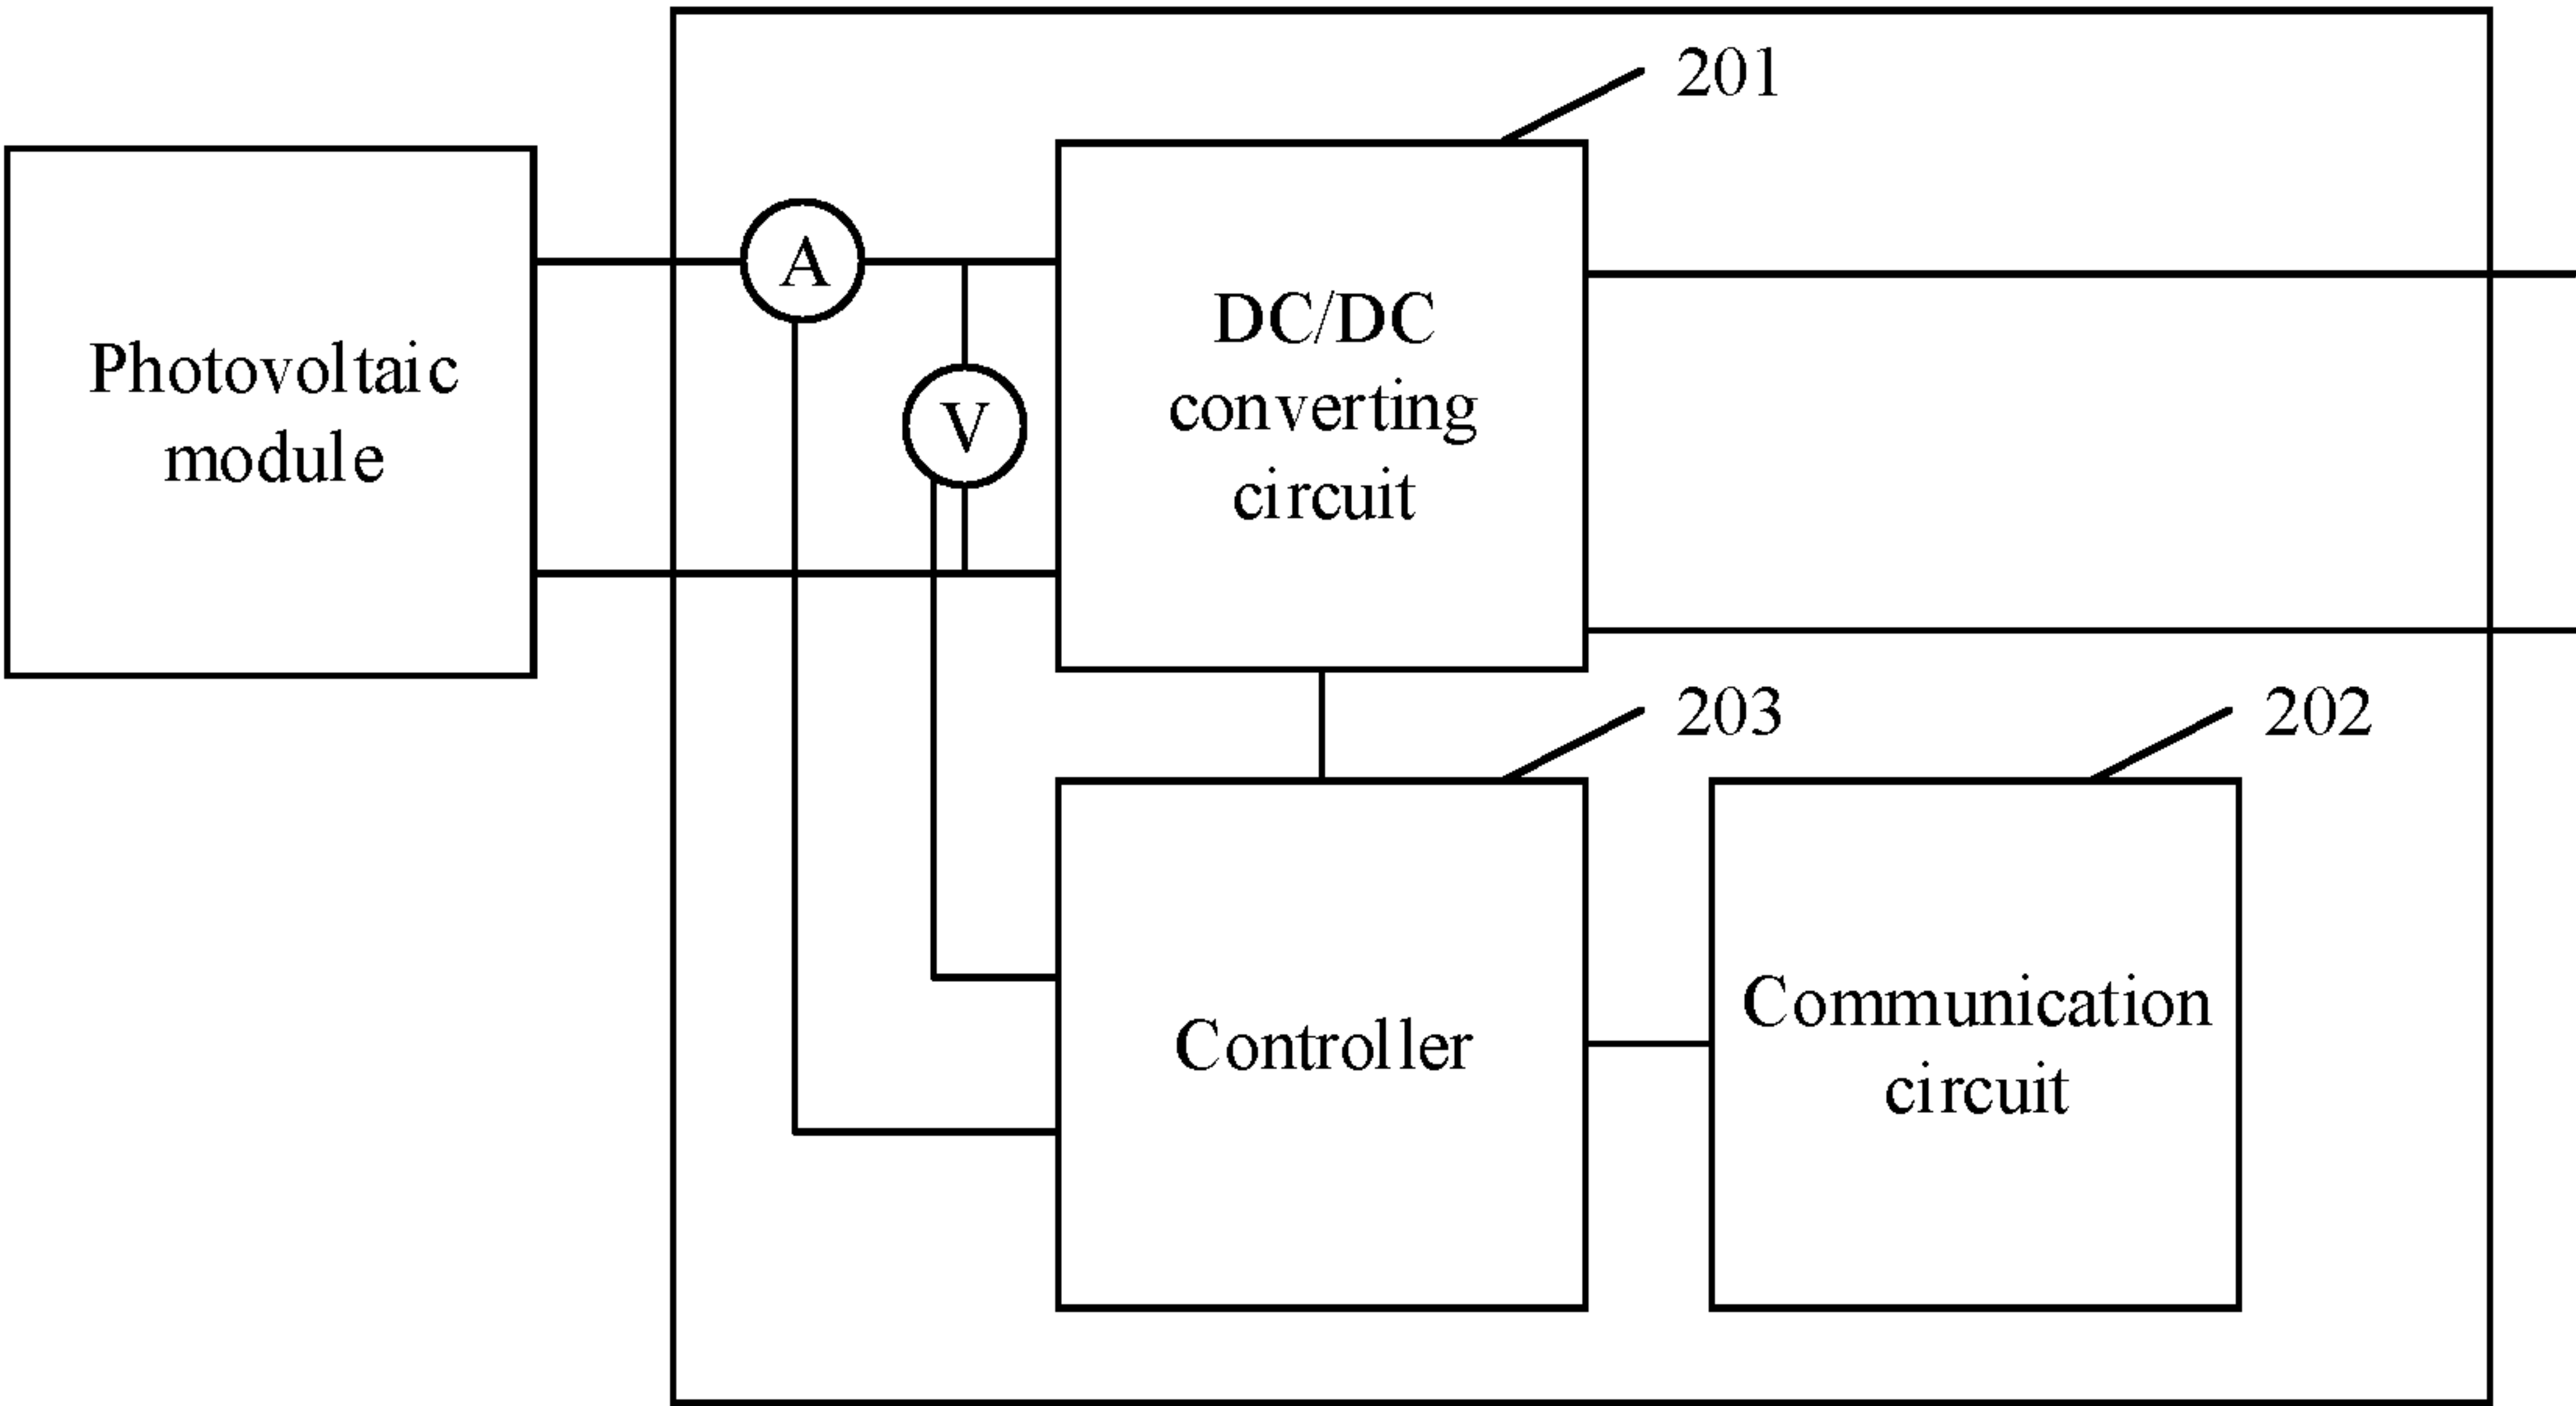 201
Photovoltaic
module
A
V
DC/DC
converting
circuit
203
202
Controller
Communication
circuit